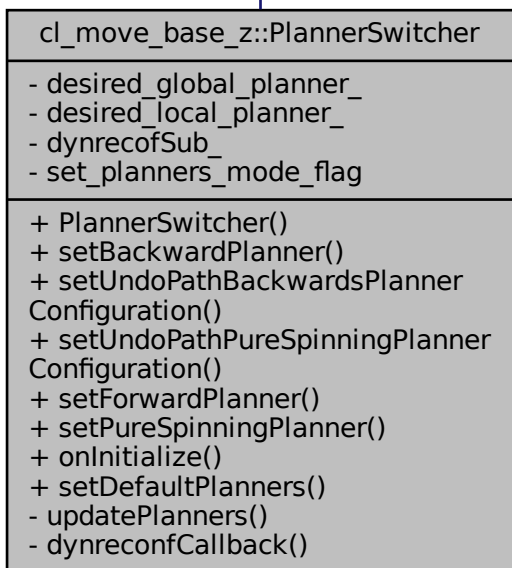 cl_move_base_z::PlannerSwitcher
- desired_global_planner_
- desired_local_planner_
- dynrecofSub_
- set_planners_mode_flag
+ PlannerSwitcher()
+ setBackwardPlanner()
+ setUndoPathBackwardsPlanner
Configuration()
+ setUndoPathPureSpinningPlanner
Configuration()
+ setForwardPlanner()
+ setPureSpinningPlanner()
+ onInitialize()
+ setDefaultPlanners()
- updatePlanners()
- dynreconfCallback()